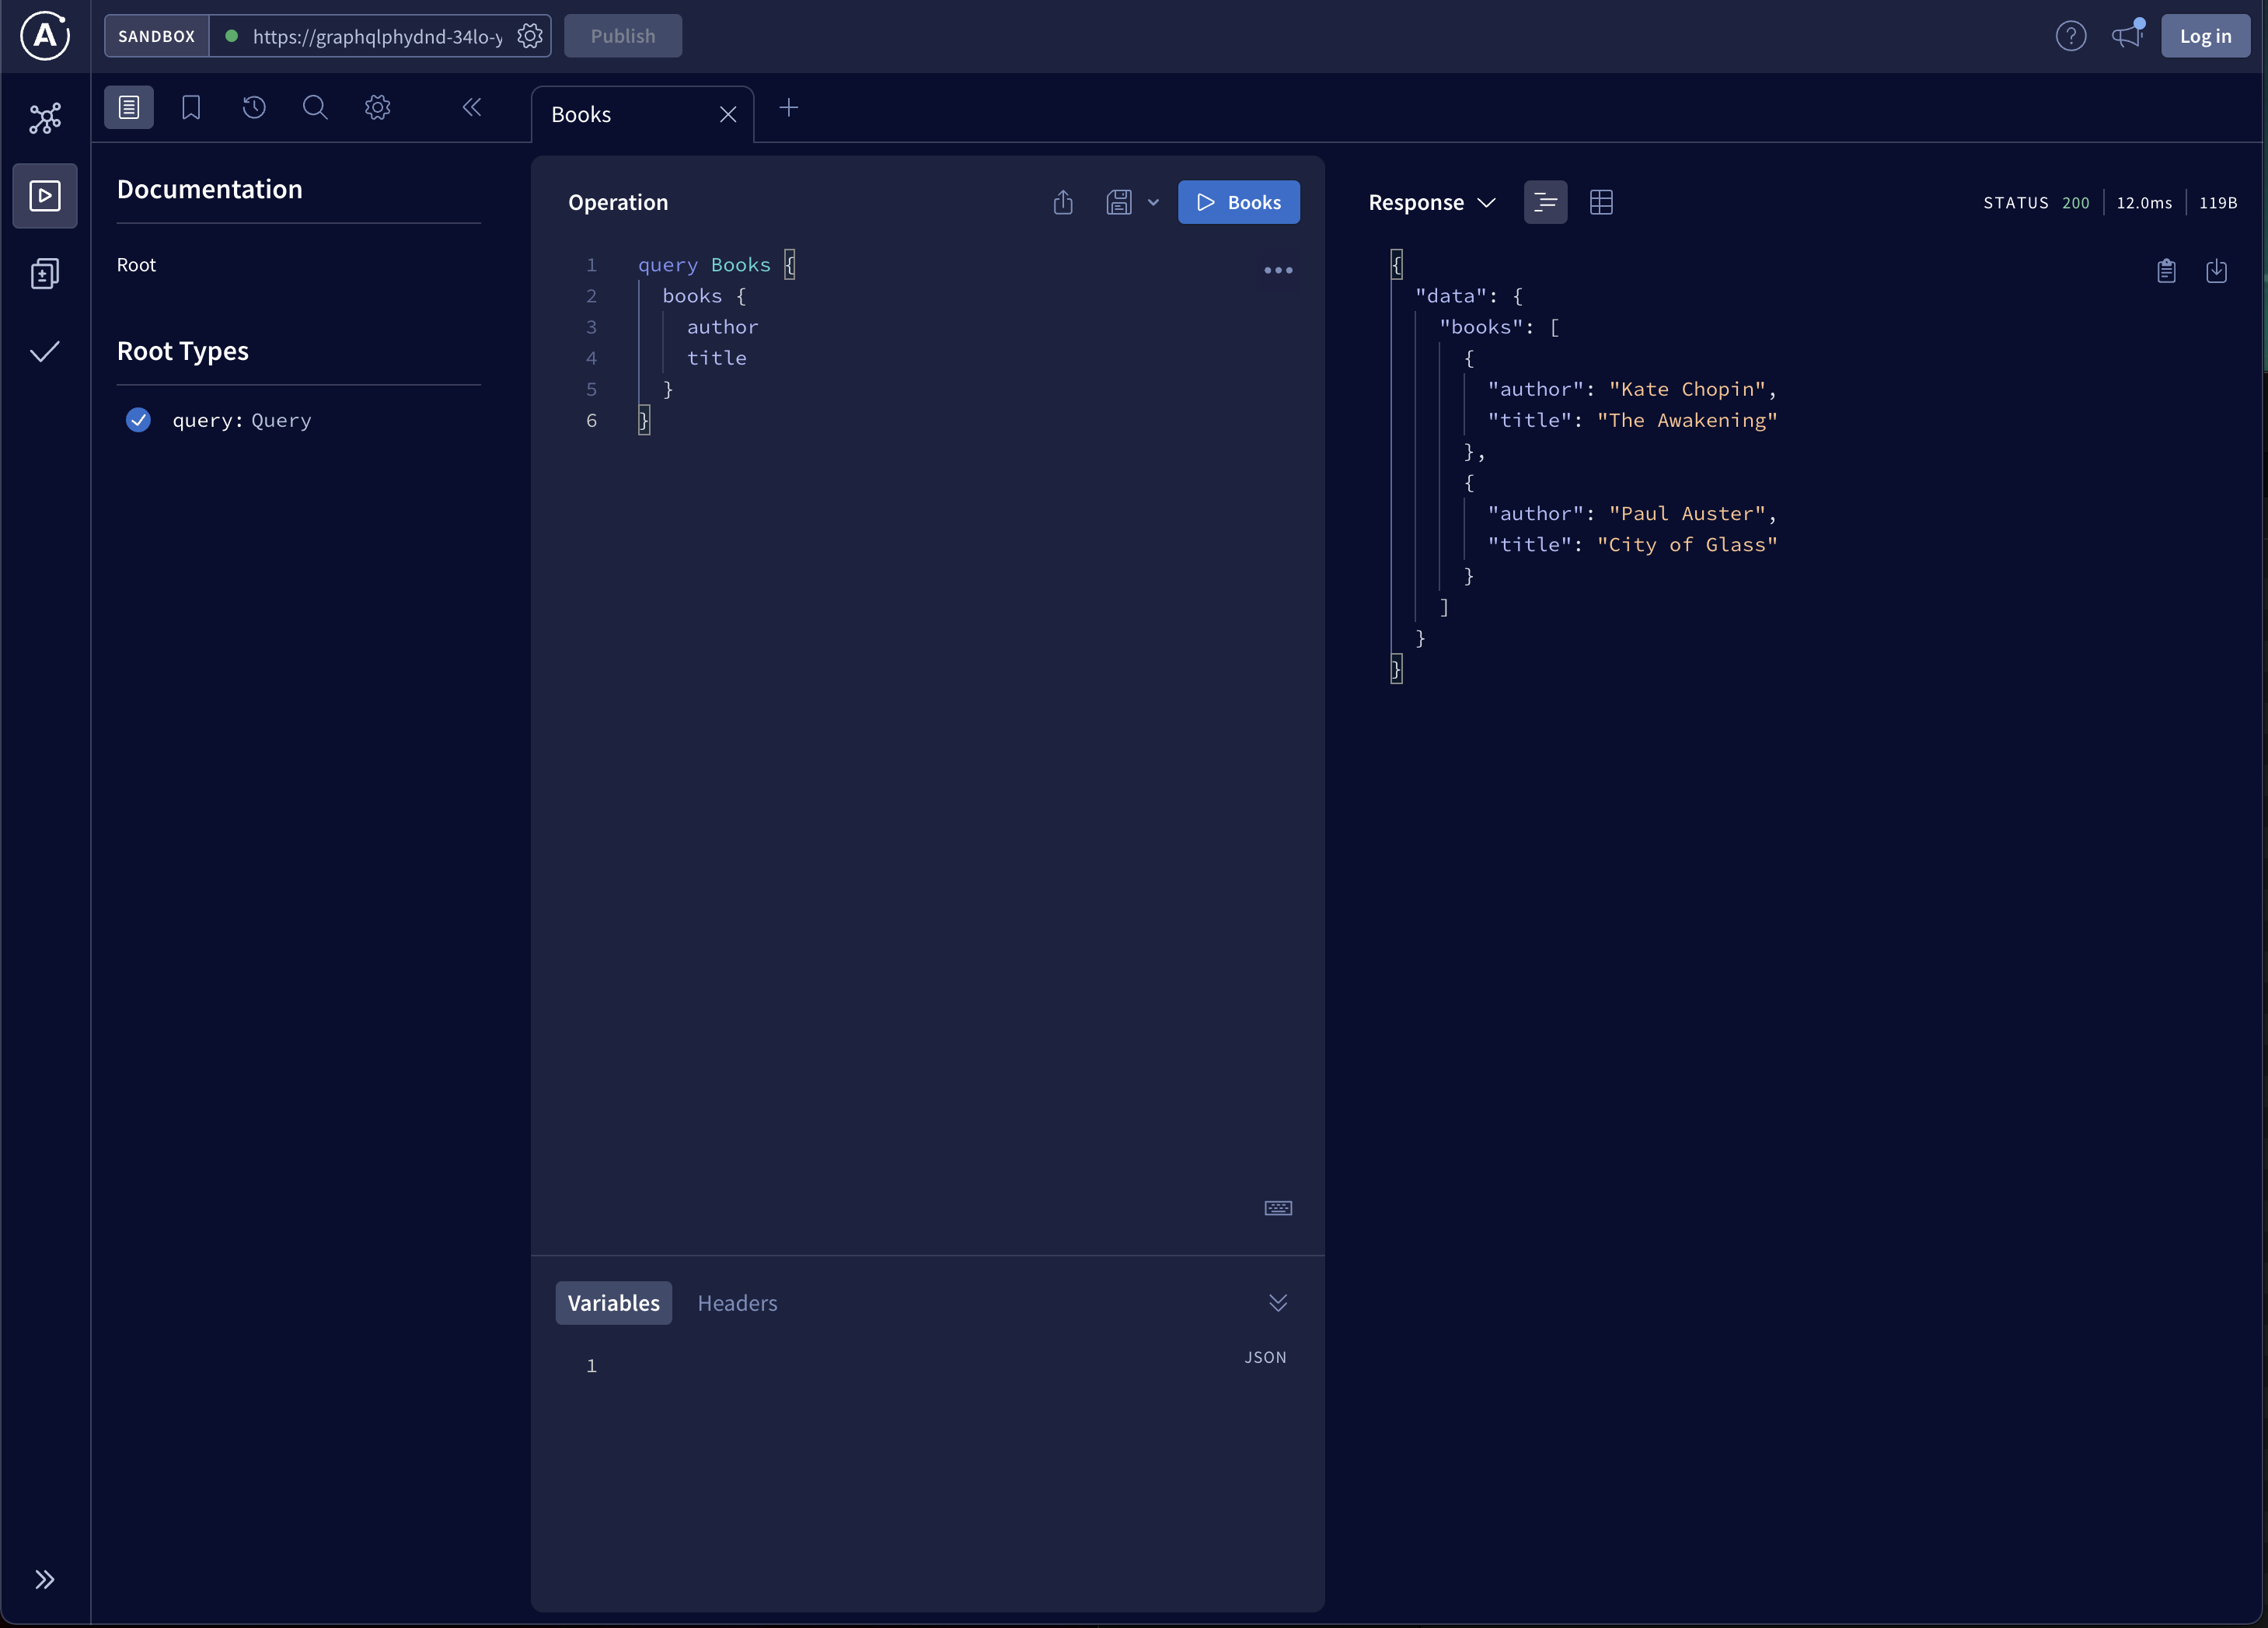 A
SANDBOX https://graphqlphydnd-34lo-y Publish
? Log in
Books
Documentation
Root
Root Types
query: Query
Operation
Books
1 query Books {
2 books {
3 author
4 title
5 }
6 }
Variables Headers
JSON
1
Response
STATUS 200 12.0ms 119B
{
"data": {
"books": [
{
"author": "Kate Chopin",
"title": "The Awakening"
},
{
"author": "Paul Auster",
"title": "City of Glass"
}
]
}
}